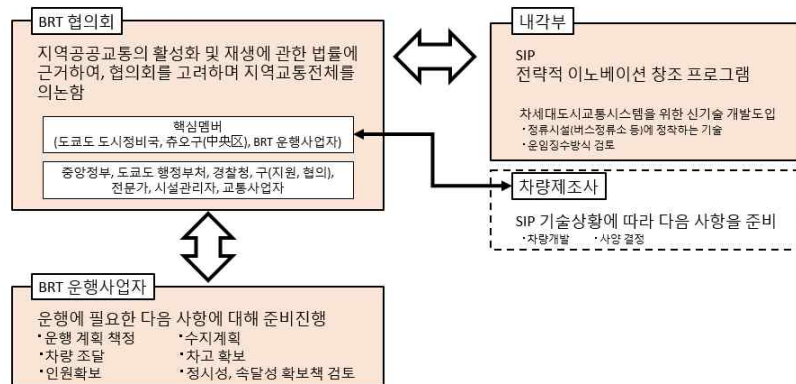 BRT 협의회
지역공공교통의 활성화 및 재생에 관한 법률에
근거하여, 협의회를 고려하며 지역교통전체를
의논함
핵심멤버
(도쿄도 도시정비국, 츄오구(中央区), BRT 운행사업자)
중앙정부, 도쿄도 행정부처, 경찰청, 구(지원, 협의),
전문가, 시설관리자, 교통사업자
내각부
SIP
전략적 이노베이션 창조 프로그램
차세대도시교통시스템을 위한 신기술 개발도입
・정류시설(버스정류소 등)에 정착하는 기술
・운임징수방식 검토
차량제조사
SIP 기술상황에 따라 다음 사항을 준비
・차량개발 ・사양 결정
BRT 운행사업자
운행에 필요한 다음 사항에 대해 준비진행
・운행 계획 책정 ・수지계획
・차량 조달 ・차고 확보
・인원확보 ・정시성, 속달성 확보책 검토